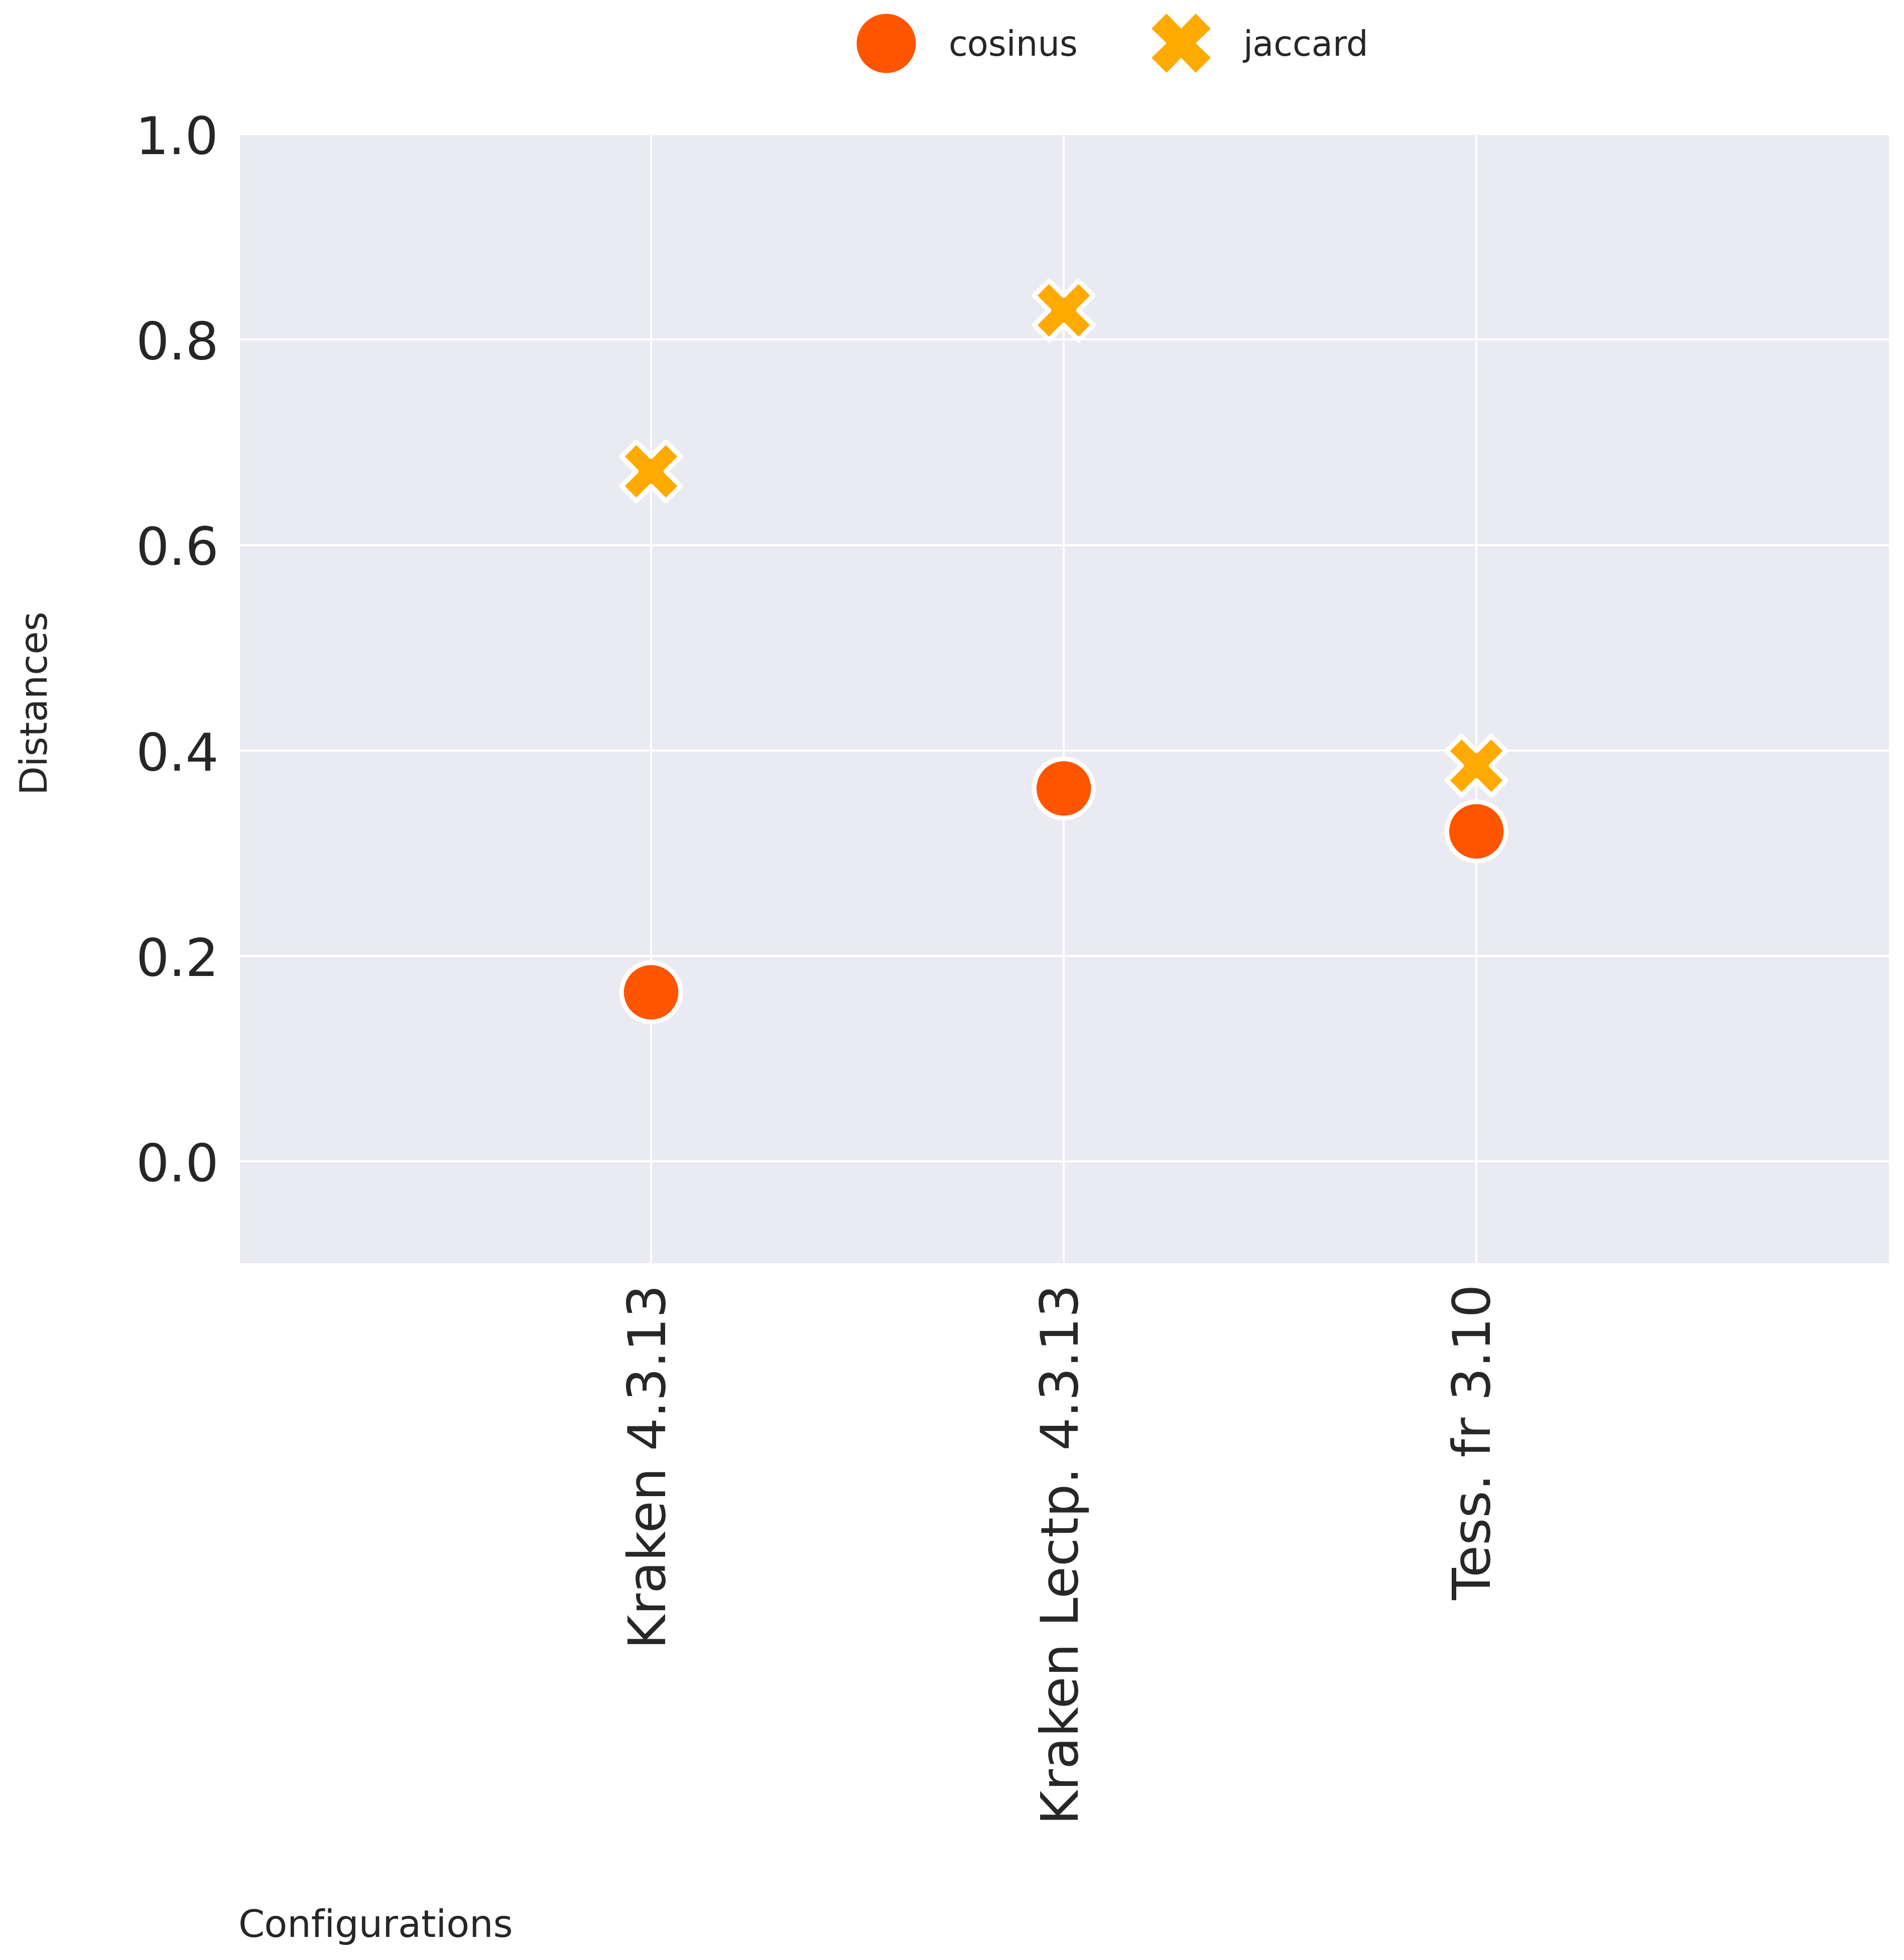 cosinus jaccard
1.0
0.8
0.6
0.4
0.2
0.0
Distances
Kraken 4.3.13
Kraken Lectp. 4.3.13
Tess. fr 3.10
Configurations